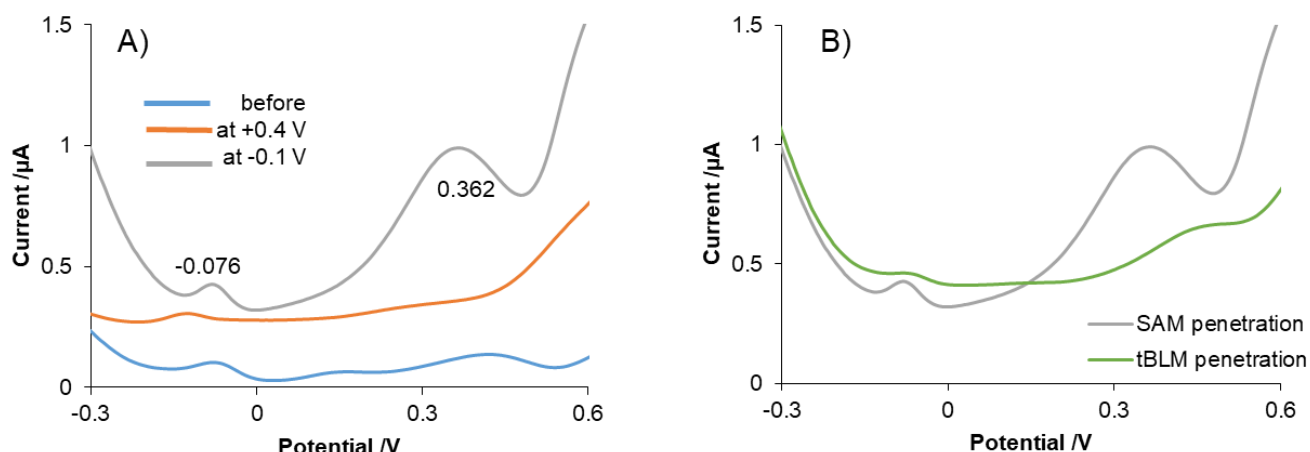 A)
Current /µA
1.5
1
0.5
0
-0.3
0
0.3
0.6
Potential /V
before
at +0.4 V
at -0.1 V
-0.076
0.362
B)
Current /µA
1.5
1
0.5
0
-0.3
0
0.3
0.6
Potential /V
SAM penetration
tBLM penetration